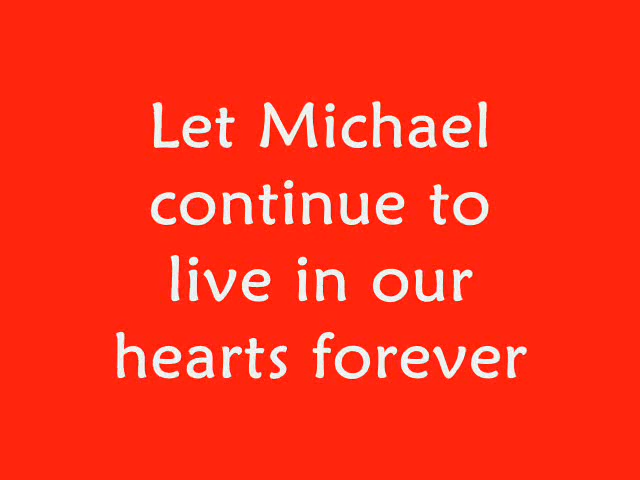 Let Michael
continue to
live in our
hearts forever